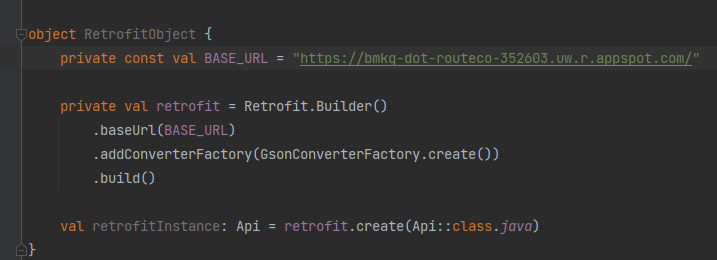 object RetrofitObject {
private const val BASE_URL = "https://bmkg-dot-routeco-352603.uw.r.appspot.com/"
private val retrofit = Retrofit.Builder()
.baseUrl(BASE_URL)
.addConverterFactory(GsonConverterFactory.create())
.build()
val retrofitInstance: Api = retrofit.create(Api::class.java)
}